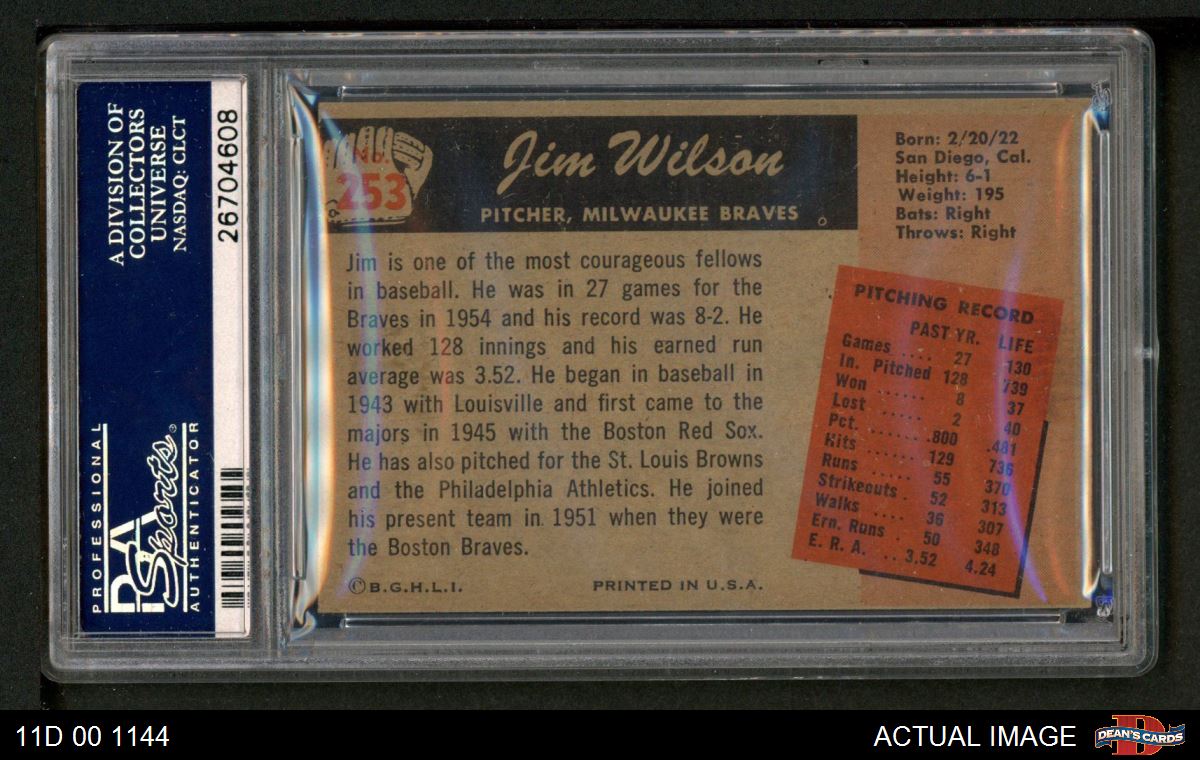 A DIVISION OF
COLLECTORS
UNIVERSE
NASDAQ: CLCT
26704608
PROFESSIONAL
PSA
Sports
AUTHENTICATOR
No.
253
Jim Wilson
PITCHER, MILWAUKEE BRAVES
Born: 2/20/22
San Diego, Cal.
Height: 6-1
Weight: 195
Bats: Right
Throws: Right
Jim is one of the most courageous fellows
in baseball. He was in 27 games for the
Braves in 1954 and his record was 8-2. He
worked 128 innings and his earned run
average was 3.52. He began in baseball in
1943 with Louisville and first came to the
majors in 1945 with the Boston Red Sox.
He has also pitched for the St. Louis Browns
and the Philadelphia Athletics. He joined
his present team in 1951 when they were
the Boston Braves.
PITCHING RECORD
PAST YR. LIFE
Games .... 27 130
In. Pitched 128 739
Won ...... 8 37
Lost ..... 2 40
Pct. ..... .800 .481
Hits .... 129 736
Runs .... 55 370
Strikeouts . 52 313
Walks .... 36 307
Ern. Runs . 50 348
E. R. A. .. 3.52 4.24
©B.G.H.L.I. PRINTED IN U.S.A.
11D 00 1144
ACTUAL IMAGE
D
DEAN'S CARDS